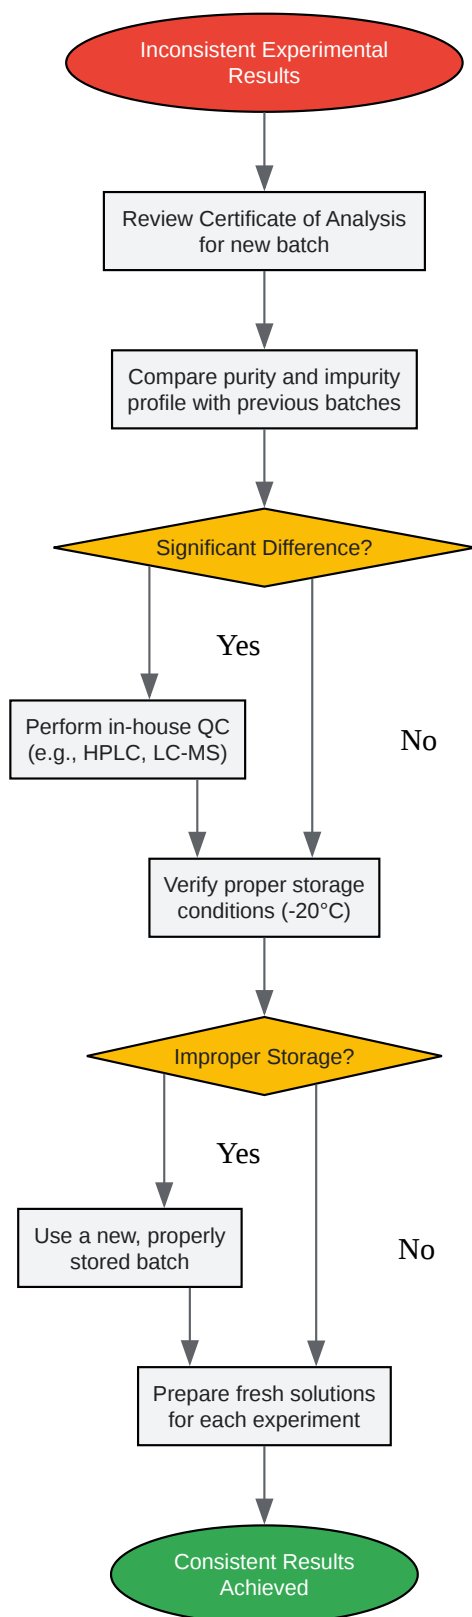 Inconsistent Experimental
Results
Review Certificate of Analysis
for new batch
Compare purity and impurity
profile with previous batches
Significant Difference?
Yes
Perform in-house QC
(e.g., HPLC, LC-MS)
No
Verify proper storage
conditions (-20°C)
Improper Storage?
Yes
Use a new, properly
stored batch
No
Prepare fresh solutions
for each experiment
Consistent Results
Achieved